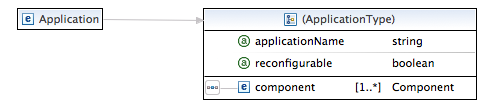 e Application
(ApplicationType)
a applicationName string
a reconfigurable boolean
e component [1..*] Component